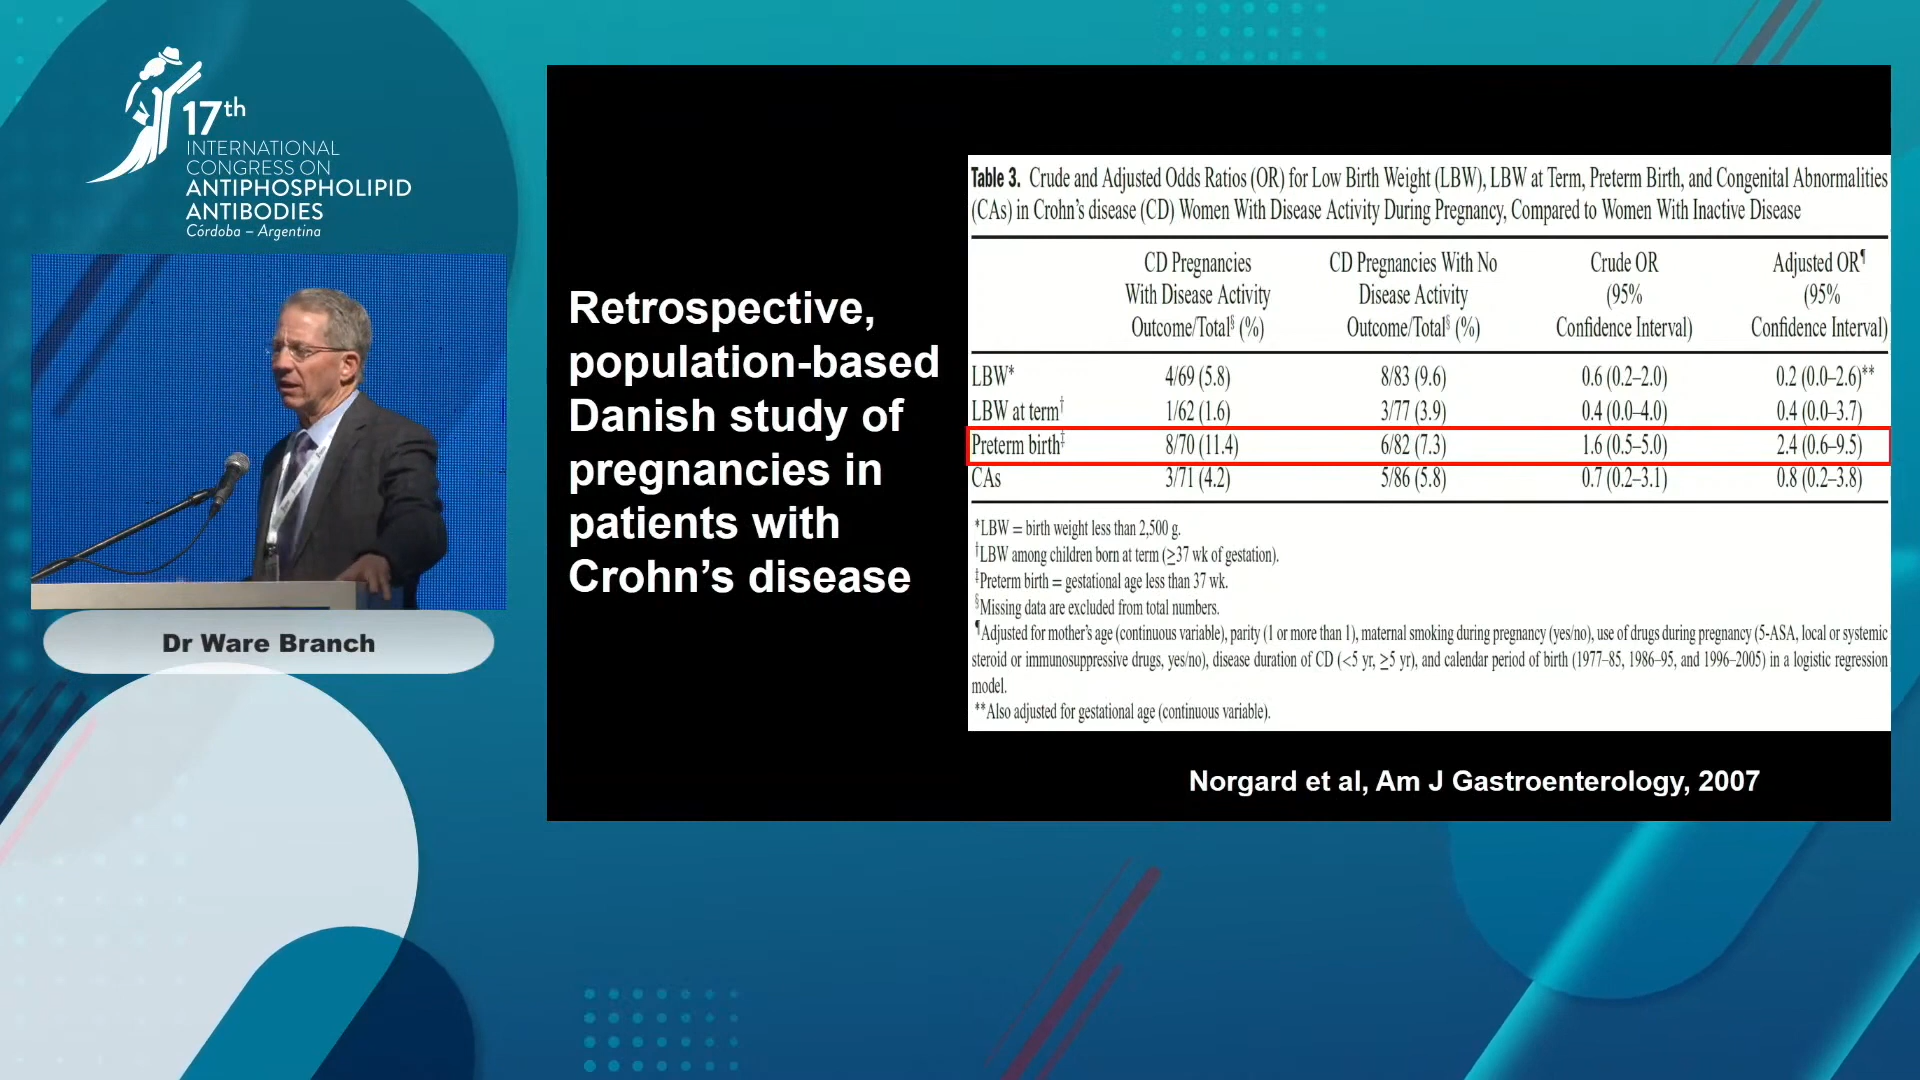 17th
INTERNATIONAL
CONGRESS ON
ANTIPHOSPHOLIPID
ANTIBODIES
Córdoba – Argentina
Dr Ware Branch
Retrospective,
population-based
Danish study of
pregnancies in
patients with
Crohn’s disease
Table 3. Crude and Adjusted Odds Ratios (OR) for Low Birth Weight (LBW), LBW at Term, Preterm Birth, and Congenital Abnormalities
(CAs) in Crohn’s disease (CD) Women With Disease Activity During Pregnancy, Compared to Women With Inactive Disease
CD Pregnancies CD Pregnancies With No Crude OR Adjusted OR¶
With Disease Activity Disease Activity (95% (95%
Outcome/Total§ (%) Outcome/Total§ (%) Confidence Interval) Confidence Interval)
LBW* 4/69 (5.8) 8/83 (9.6) 0.6 (0.2–2.0) 0.2 (0.0–2.6)**
LBW at term† 1/62 (1.6) 3/77 (3.9) 0.4 (0.0–4.0) 0.4 (0.0–3.7)
Preterm birth‡ 8/70 (11.4) 6/82 (7.3) 1.6 (0.5–5.0) 2.4 (0.6–9.5)
CAs 3/71 (4.2) 5/86 (5.8) 0.7 (0.2–3.1) 0.8 (0.2–3.8)
*LBW = birth weight less than 2,500 g.
†LBW among children born at term (≥37 wk of gestation).
‡Preterm birth = gestational age less than 37 wk.
§Missing data are excluded from total numbers.
¶Adjusted for mother’s age (continuous variable), parity (1 or more than 1), maternal smoking during pregnancy (yes/no), use of drugs during pregnancy (5-ASA, local or systemic
steroid or immunosuppressive drugs, yes/no), disease duration of CD (<5 yr, ≥5 yr), and calendar period of birth (1977–85, 1986–95, and 1996–2005) in a logistic regression
model.
**Also adjusted for gestational age (continuous variable).
Norgard et al, Am J Gastroenterology, 2007